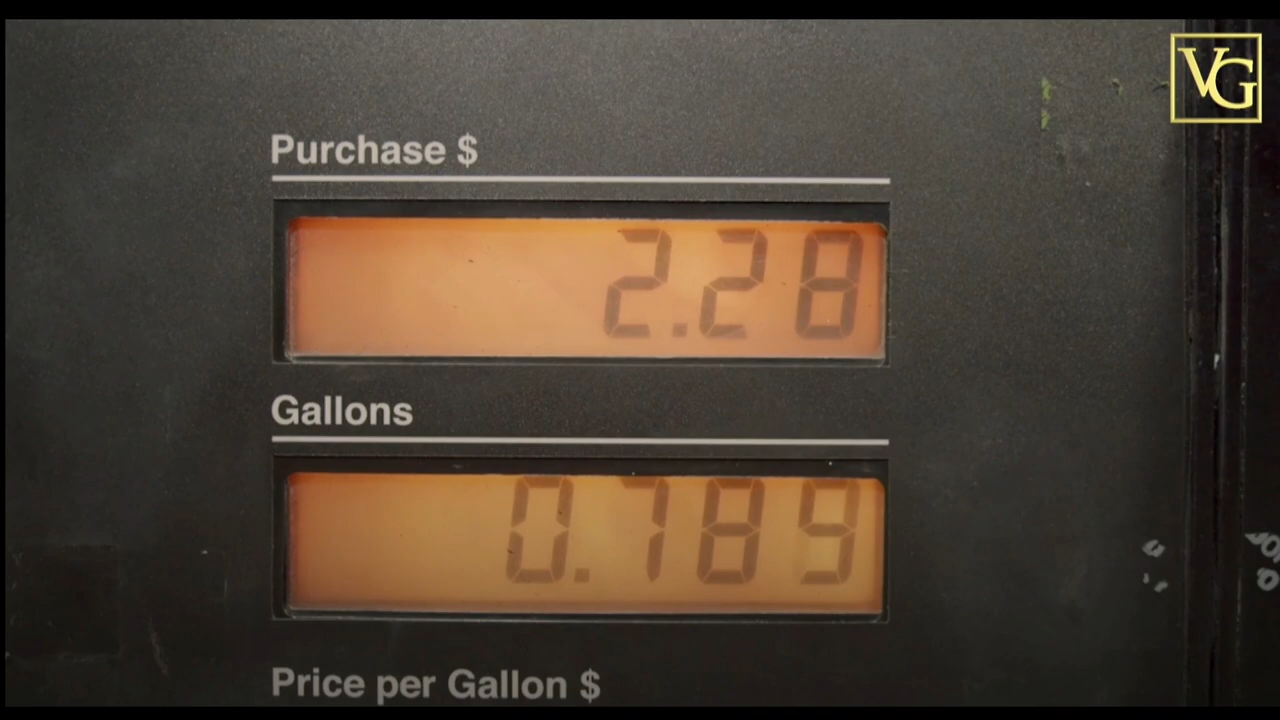 VG
Purchase $
2.28
Gallons
0.789
Price per Gallon $